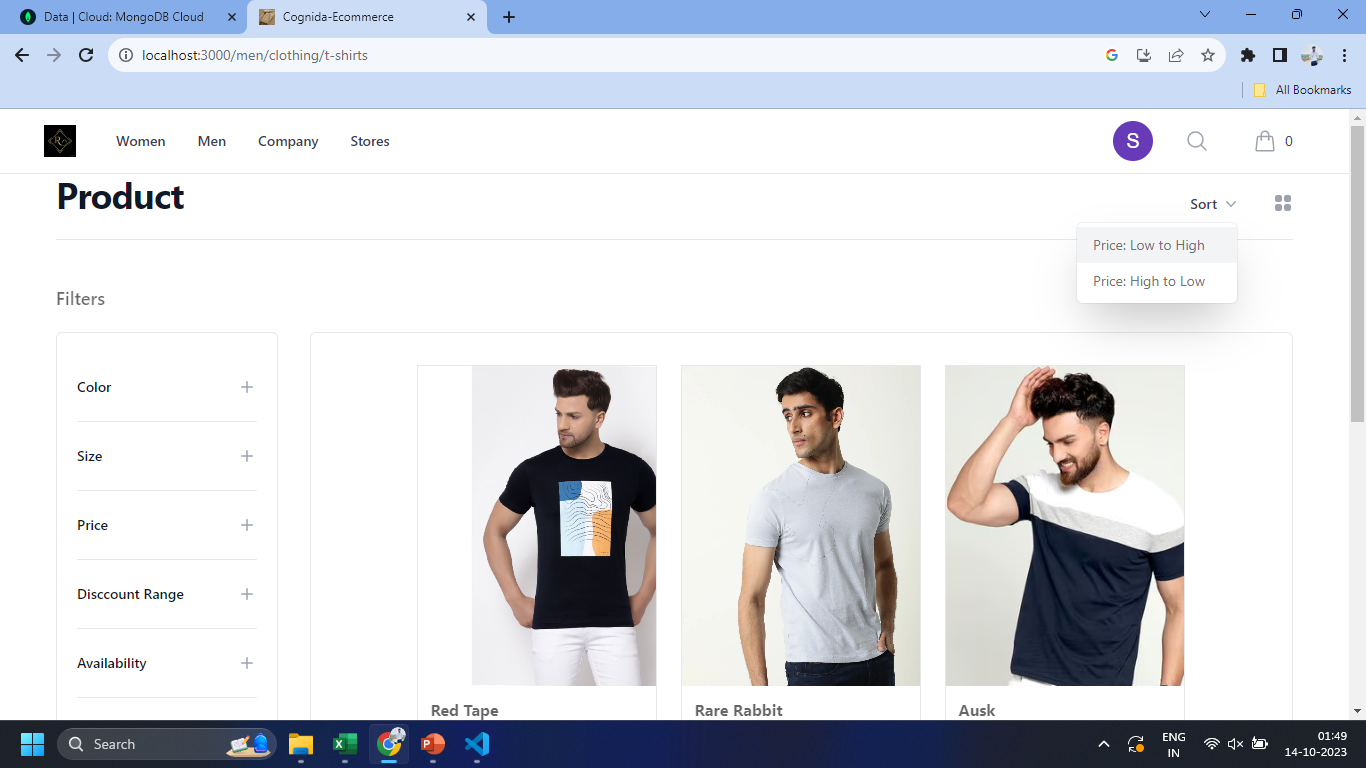 Data | Cloud: MongoDB Cloud
Cognida-Ecommerce
localhost:3000/men/clothing/t-shirts
All Bookmarks
Women
Men
Company
Stores
S
0
Product
Sort
Price: Low to High
Price: High to Low
Filters
Color
Size
Price
Disccount Range
Availability
Red Tape
Rare Rabbit
Ausk
Search
ENG
IN
01:49
14-10-2023